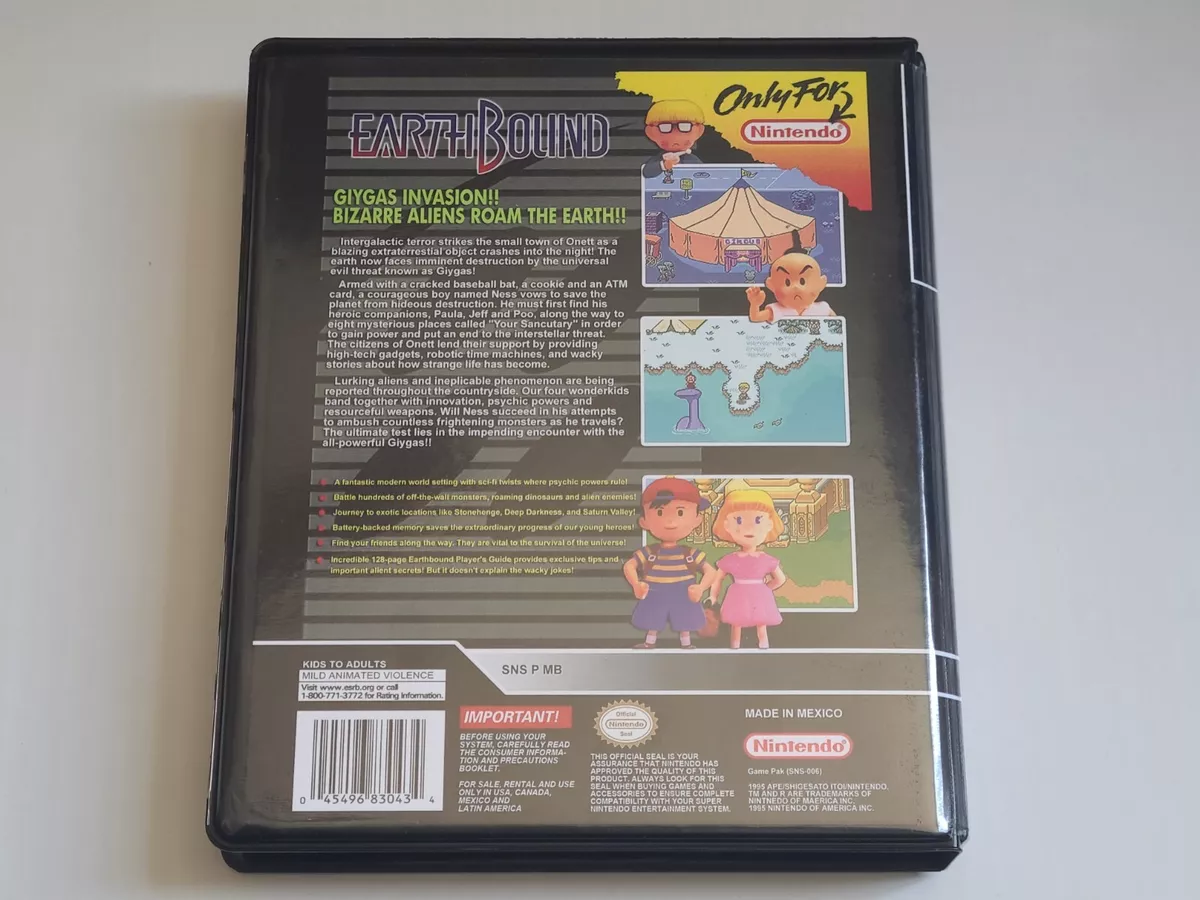 EARTHBOUND
Only For
Nintendo
GIYGAS INVASION!!
BIZARRE ALIENS ROAM THE EARTH!!
Intergalactic terror strikes the small town of Onett as a
blazing extraterrestial object crashes into the night! The
earth now faces imminent destruction by the universal
evil threat known as Giygas!
Armed with a cracked baseball bat, a cookie and an ATM
card, a courageous boy named Ness vows to save the
planet from hideous destruction. He must first find his
heroic companions, Paula, Jeff and Poo, along the way to
eight mysterious places called "Your Sancutary" in order
to gain power and put an end to the interstellar threat.
The citizens of Onett lend their support by providing
high-tech gadgets, robotic time machines, and wacky
stories about how strange life has become.
Lurking aliens and ineplicable phenomenon are being
reported throughout the countryside. Our four wonderkids
band together with innovation, psychic powers and
resourceful weapons. Will Ness succeed in his attempts
to ambush countless frightening monsters as he travels?
The ultimate test lies in the impending encounter with the
all-powerful Giygas!!
A fantastic modern world setting with sci-fi twists where psychic powers rule!
Battle hundreds of off-the-wall monsters, roaming dinosaurs and alien enemies!
Journey to exotic locations like Stonehenge, Deep Darkness, and Saturn Valley!
Battery-backed memory saves the extraordinary progress of our young heroes!
Find your friends along the way. They are vital to the survival of the universe!
Incredible 128-page Earthbound Player's Guide provides exclusive tips and
important alient secrets! But it doesn't explain the wacky jokes!
CIRCUS
KIDS TO ADULTS
MILD ANIMATED VIOLENCE
Visit www.esrb.org or call
1-800-771-3772 for Rating Information.
SNS P MB
0 45496 83043 4
IMPORTANT!
BEFORE USING YOUR
SYSTEM, CAREFULLY READ
THE CONSUMER INFORMA-
TION AND PRECAUTIONS
BOOKLET.
FOR SALE, RENTAL AND USE
ONLY IN USA, CANADA,
MEXICO AND
LATIN AMERICA
Official
Nintendo
Seal
THIS OFFICIAL SEAL IS YOUR
ASSURANCE THAT NINTENDO HAS
APPROVED THE QUALITY OF THIS
PRODUCT. ALWAYS LOOK FOR THIS
SEAL WHEN BUYING GAMES AND
ACCESSORIES TO ENSURE COMPLETE
COMPATIBILITY WITH YOUR SUPER
NINTENDO ENTERTAINMENT SYSTEM.
MADE IN MEXICO
Nintendo
Game Pak (SNS-006)
1995 APE/SHIGESATO ITOI/NINTENDO.
TM AND R ARE TRADEMARKS OF
NINTNEDO OF MAERICA INC.
1995 NINTENDO OF AMERICA INC.